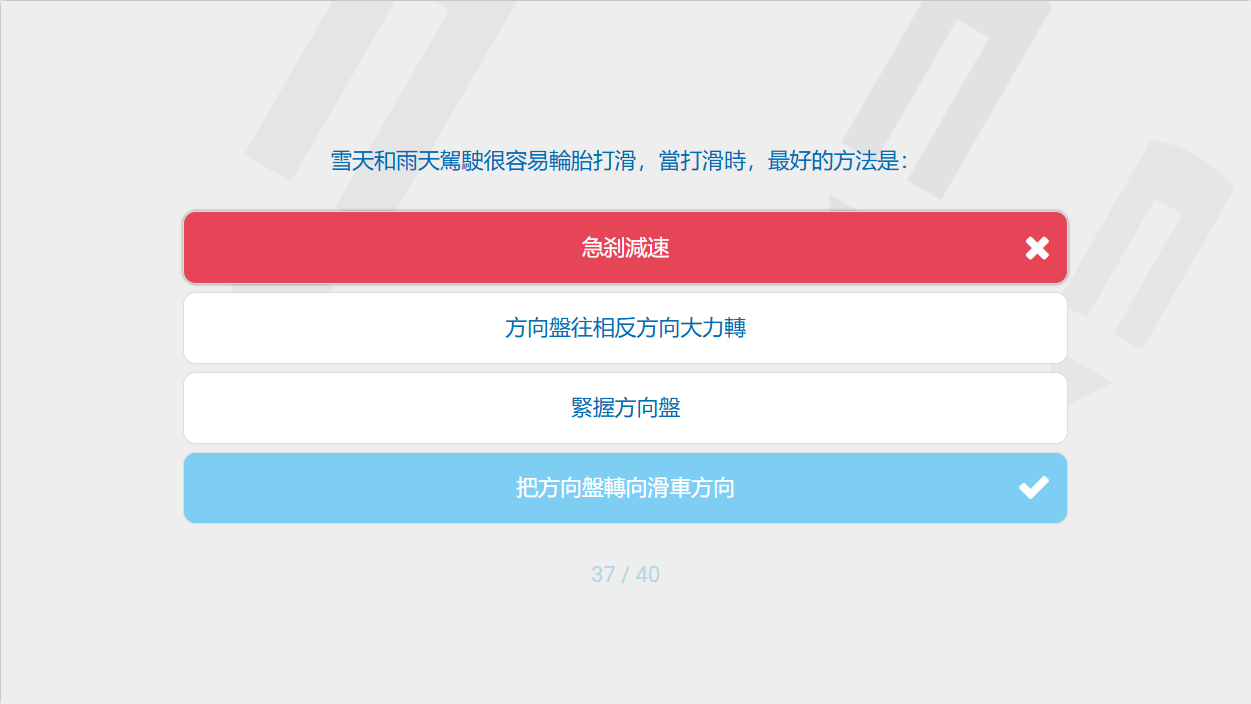 雪天和雨天駕駛很容易輪胎打滑，當打滑時，最好的方法是：
急刹減速
方向盤往相反方向大力轉
緊握方向盤
把方向盤轉向滑車方向
37 / 40